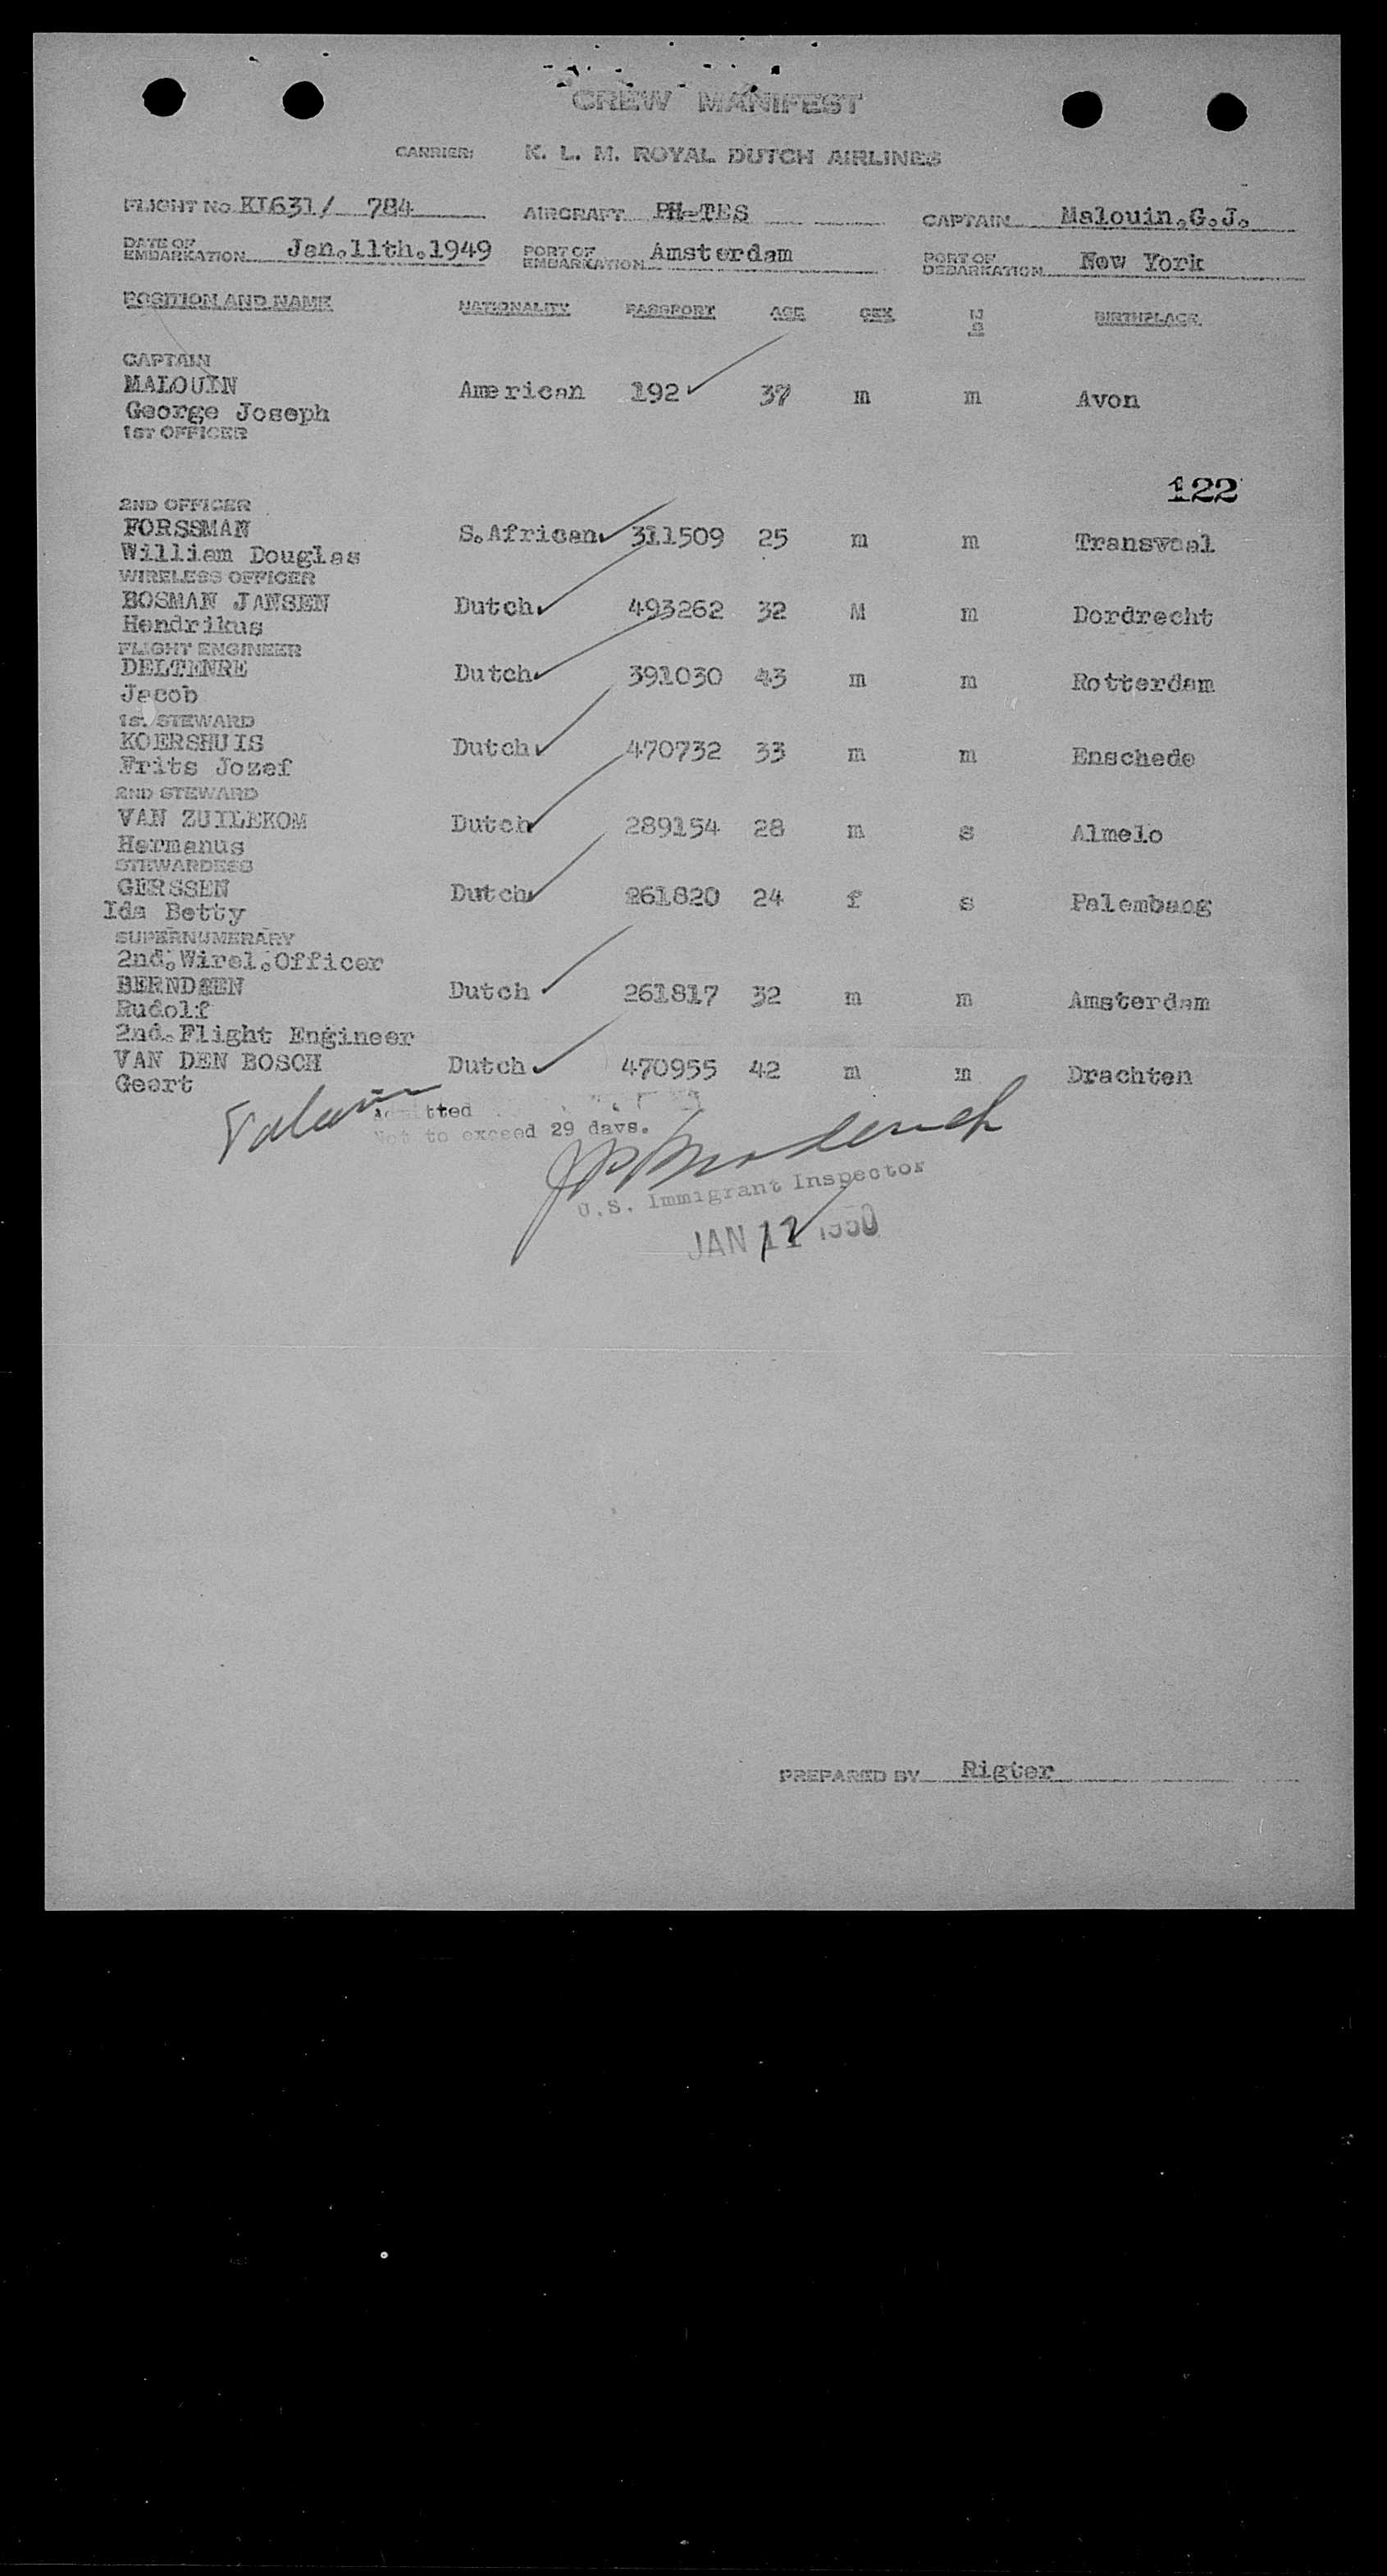 CREW MANIFEST
CARRIER: K. L. M. ROYAL DUTCH AIRLINES
FLIGHT No KL631/ 784 AIRCRAFT PH-TES CAPTAIN Malouin.G.J.
DATE OF EMBARKATION Jan.11th.1949 PORT OF EMBARKATION Amsterdam PORT OF DEBARKATION New York
POSITION AND NAME NATIONALITY PASSPORT AGE SEX M S BIRTHPLACE
CAPTAIN
MALOUIN American 192 37 m m Avon
George Joseph
1st OFFICER
122
2ND OFFICER
FORSSMAN S.African 311509 25 m m Transvaal
William Douglas
WIRELESS OFFICER
BOSMAN JANSEN Dutch 493262 32 M m Dordrecht
Hendrikus
FLIGHT ENGINEER
DELTENRE Dutch 391030 43 m m Rotterdam
Jacob
1st. STEWARD
KOERSHUIS Dutch 470732 33 m m Enschede
Frits Jozef
2ND STEWARD
VAN ZUILEKOM Dutch 289154 28 m s Almelo
Hermanus
STEWARDESS
GERSSEN Dutch 261820 24 f s Palembang
Ida Betty
SUPERNUMERARY
2nd.Wirel.Officer
BERNDSEN Dutch 261817 32 m m Amsterdam
Rudolf
2nd.Flight Engineer
VAN DEN BOSCH Dutch 470955 42 m m Drachten
Geert
Admitted
Not to exceed 29 days.
U.S. Immigrant Inspector
JAN 12 1950
PREPARED BY Rigter